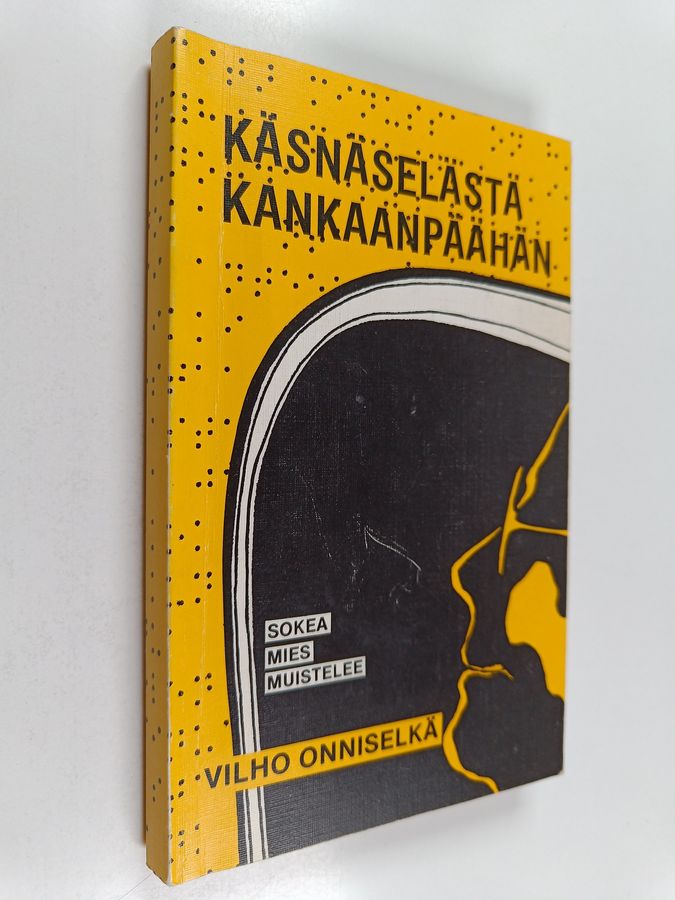 KÄSNÄSELÄSTÄ
KANKAANPÄÄHÄN
SOKEA
MIES
MUISTELEE
VILHO ONNISELKÄ